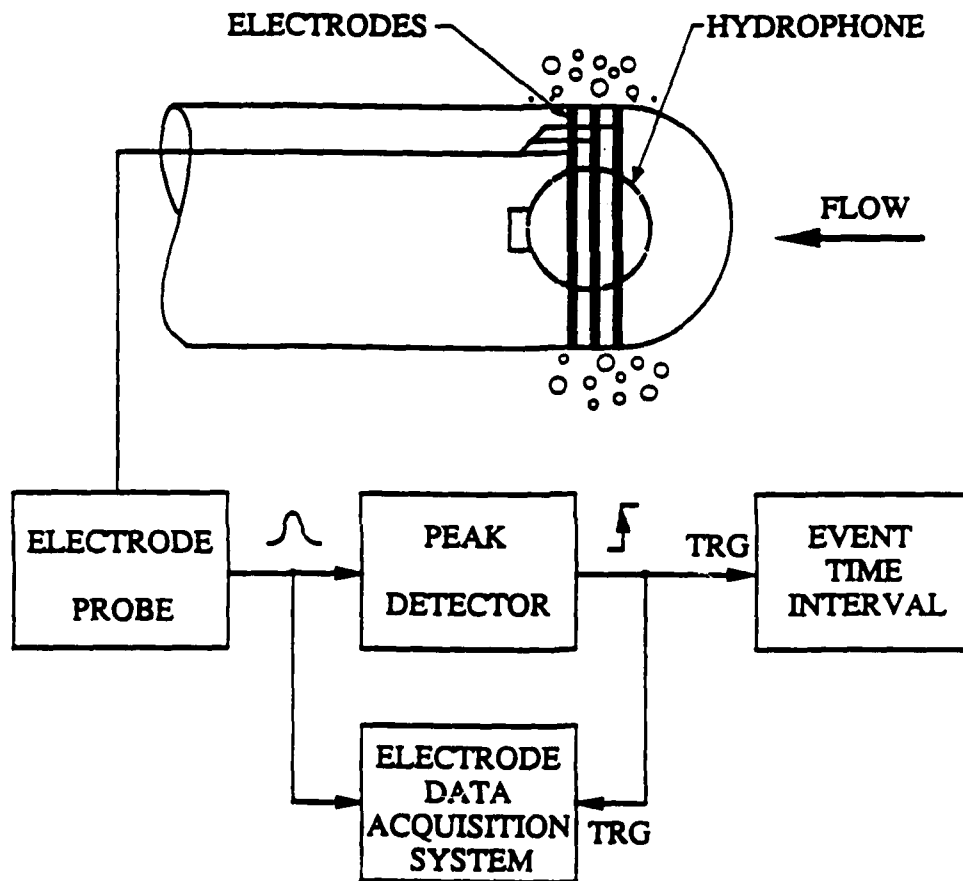 ELECTRODES
HYDROPHONE
FLOW
ELECTRODE
PROBE
PEAK
DETECTOR
TRG
EVENT
TIME
INTERVAL
ELECTRODE
DATA
ACQUISITION
SYSTEM
TRG